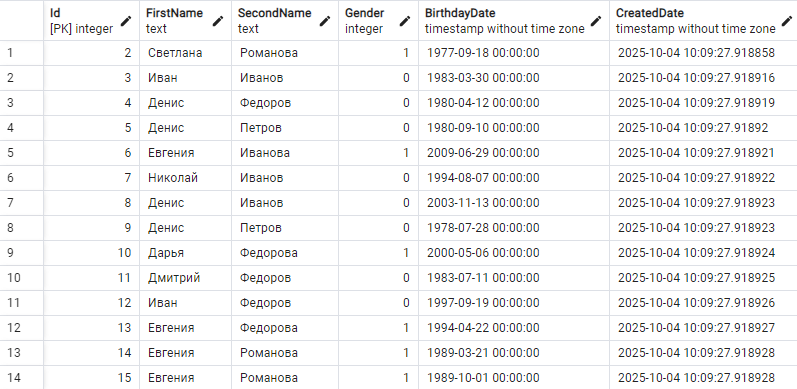 Id FirstName SecondName Gender BirthdayDate CreatedDate
[PK] integer text text integer timestamp without time zone timestamp without time zone
1 2 Светлана Романова 1 1977-09-18 00:00:00 2025-10-04 10:09:27.918858
2 3 Иван Иванов 0 1983-03-30 00:00:00 2025-10-04 10:09:27.918916
3 4 Денис Федоров 0 1980-04-12 00:00:00 2025-10-04 10:09:27.918919
4 5 Денис Петров 0 1980-09-10 00:00:00 2025-10-04 10:09:27.91892
5 6 Евгения Иванова 1 2009-06-29 00:00:00 2025-10-04 10:09:27.918921
6 7 Николай Иванов 0 1994-08-07 00:00:00 2025-10-04 10:09:27.918922
7 8 Денис Иванов 0 2003-11-13 00:00:00 2025-10-04 10:09:27.918923
8 9 Денис Петров 0 1978-07-28 00:00:00 2025-10-04 10:09:27.918923
9 10 Дарья Федорова 1 2000-05-06 00:00:00 2025-10-04 10:09:27.918924
10 11 Дмитрий Федоров 0 1983-07-11 00:00:00 2025-10-04 10:09:27.918925
11 12 Иван Федоров 0 1997-09-19 00:00:00 2025-10-04 10:09:27.918926
12 13 Евгения Федорова 1 1994-04-22 00:00:00 2025-10-04 10:09:27.918927
13 14 Евгения Романова 1 1989-03-21 00:00:00 2025-10-04 10:09:27.918928
14 15 Евгения Романова 1 1989-10-01 00:00:00 2025-10-04 10:09:27.918928